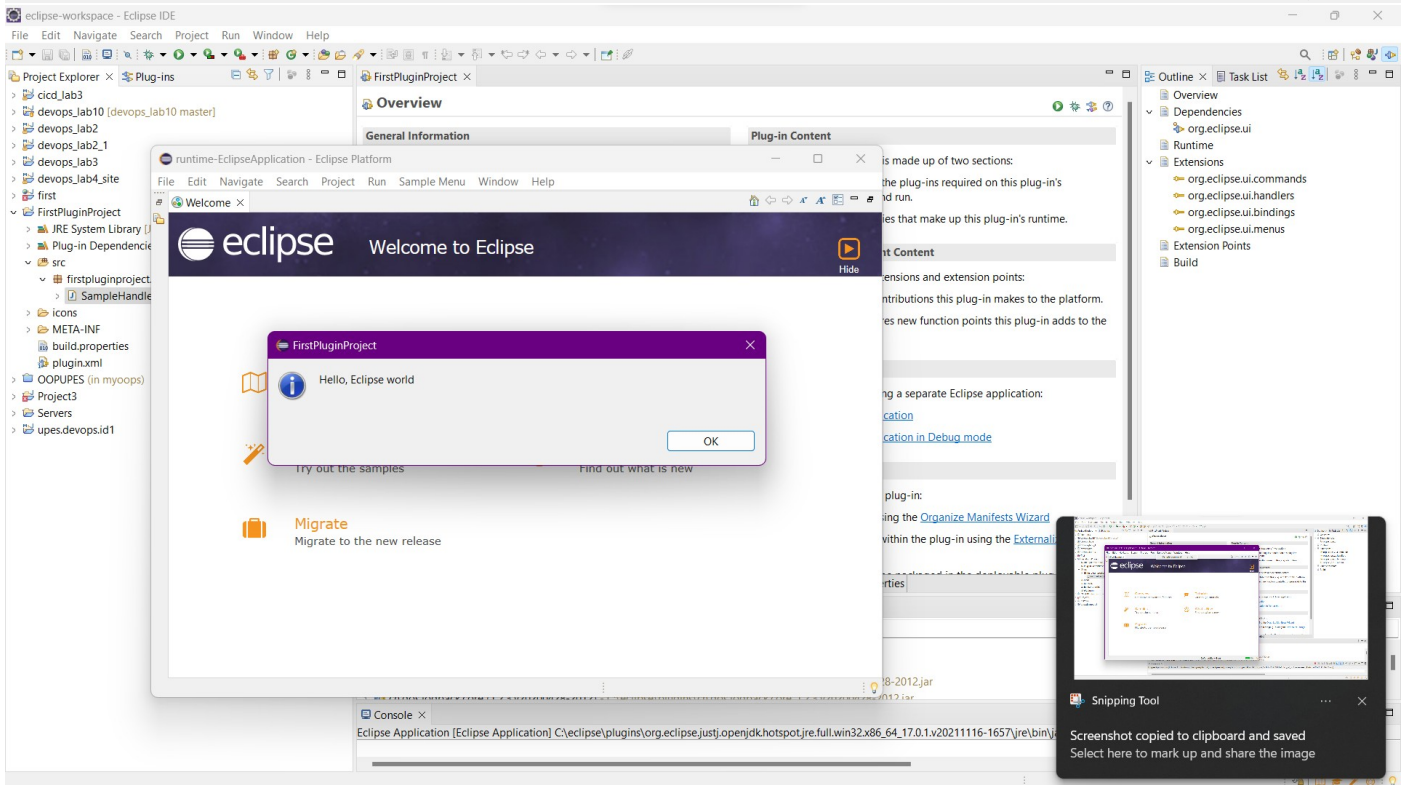 eclipse-workspace - Eclipse IDE
File Edit Navigate Search Project Run Window Help
Project Explorer
Plug-ins
cicd_lab3
devops_lab10 [devops_lab10 master]
devops_lab2
devops_lab2_1
devops_lab3
devops_lab4_site
first
FirstPluginProject
JRE System Library [J
Plug-in Dependencie
src
firstpluginproject
SampleHandle
icons
META-INF
build.properties
plugin.xml
OOPUPES (in myoops)
Project3
Servers
upes.devops.id1
FirstPluginProject
Overview
General Information
Plug-in Content
is made up of two sections:
the plug-ins required on this plug-in's
nd run.
ies that make up this plug-in's runtime.
nt Content
tensions and extension points:
ntributions this plug-in makes to the platform.
res new function points this plug-in adds to the
ng a separate Eclipse application:
cation
cation in Debug mode
plug-in:
sing the Organize Manifests Wizard
within the plug-in using the Externali
rties
runtime-EclipseApplication - Eclipse Platform
File Edit Navigate Search Project Run Sample Menu Window Help
Welcome
eclipse
Welcome to Eclipse
Hide
FirstPluginProject
Hello, Eclipse world
OK
Try out the samples
Find out what is new
Migrate
Migrate to the new release
28-2012.jar
Console
Eclipse Application [Eclipse Application] C:\eclipse\plugins\org.eclipse.justj.openjdk.hotspot.jre.full.win32.x86_64_17.0.1.v20211116-1657\jre\bin\ja
Outline
Task List
Overview
Dependencies
org.eclipse.ui
Runtime
Extensions
org.eclipse.ui.commands
org.eclipse.ui.handlers
org.eclipse.ui.bindings
org.eclipse.ui.menus
Extension Points
Build
eclipse
Welcome to Eclipse
Snipping Tool
Screenshot copied to clipboard and saved
Select here to mark up and share the image